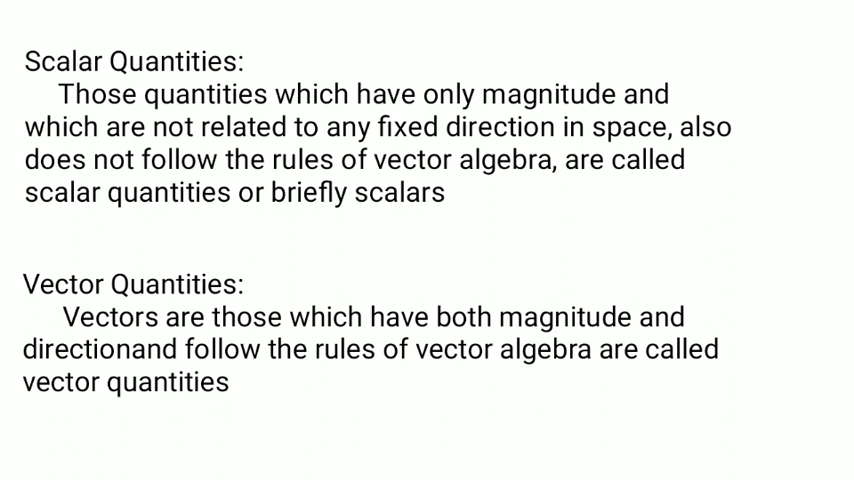 Scalar Quantities:
Those quantities which have only magnitude and
which are not related to any fixed direction in space, also
does not follow the rules of vector algebra, are called
scalar quantities or briefly scalars
Vector Quantities:
Vectors are those which have both magnitude and
directionand follow the rules of vector algebra are called
vector quantities